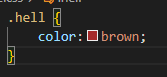 .hell {
color: brown;
}